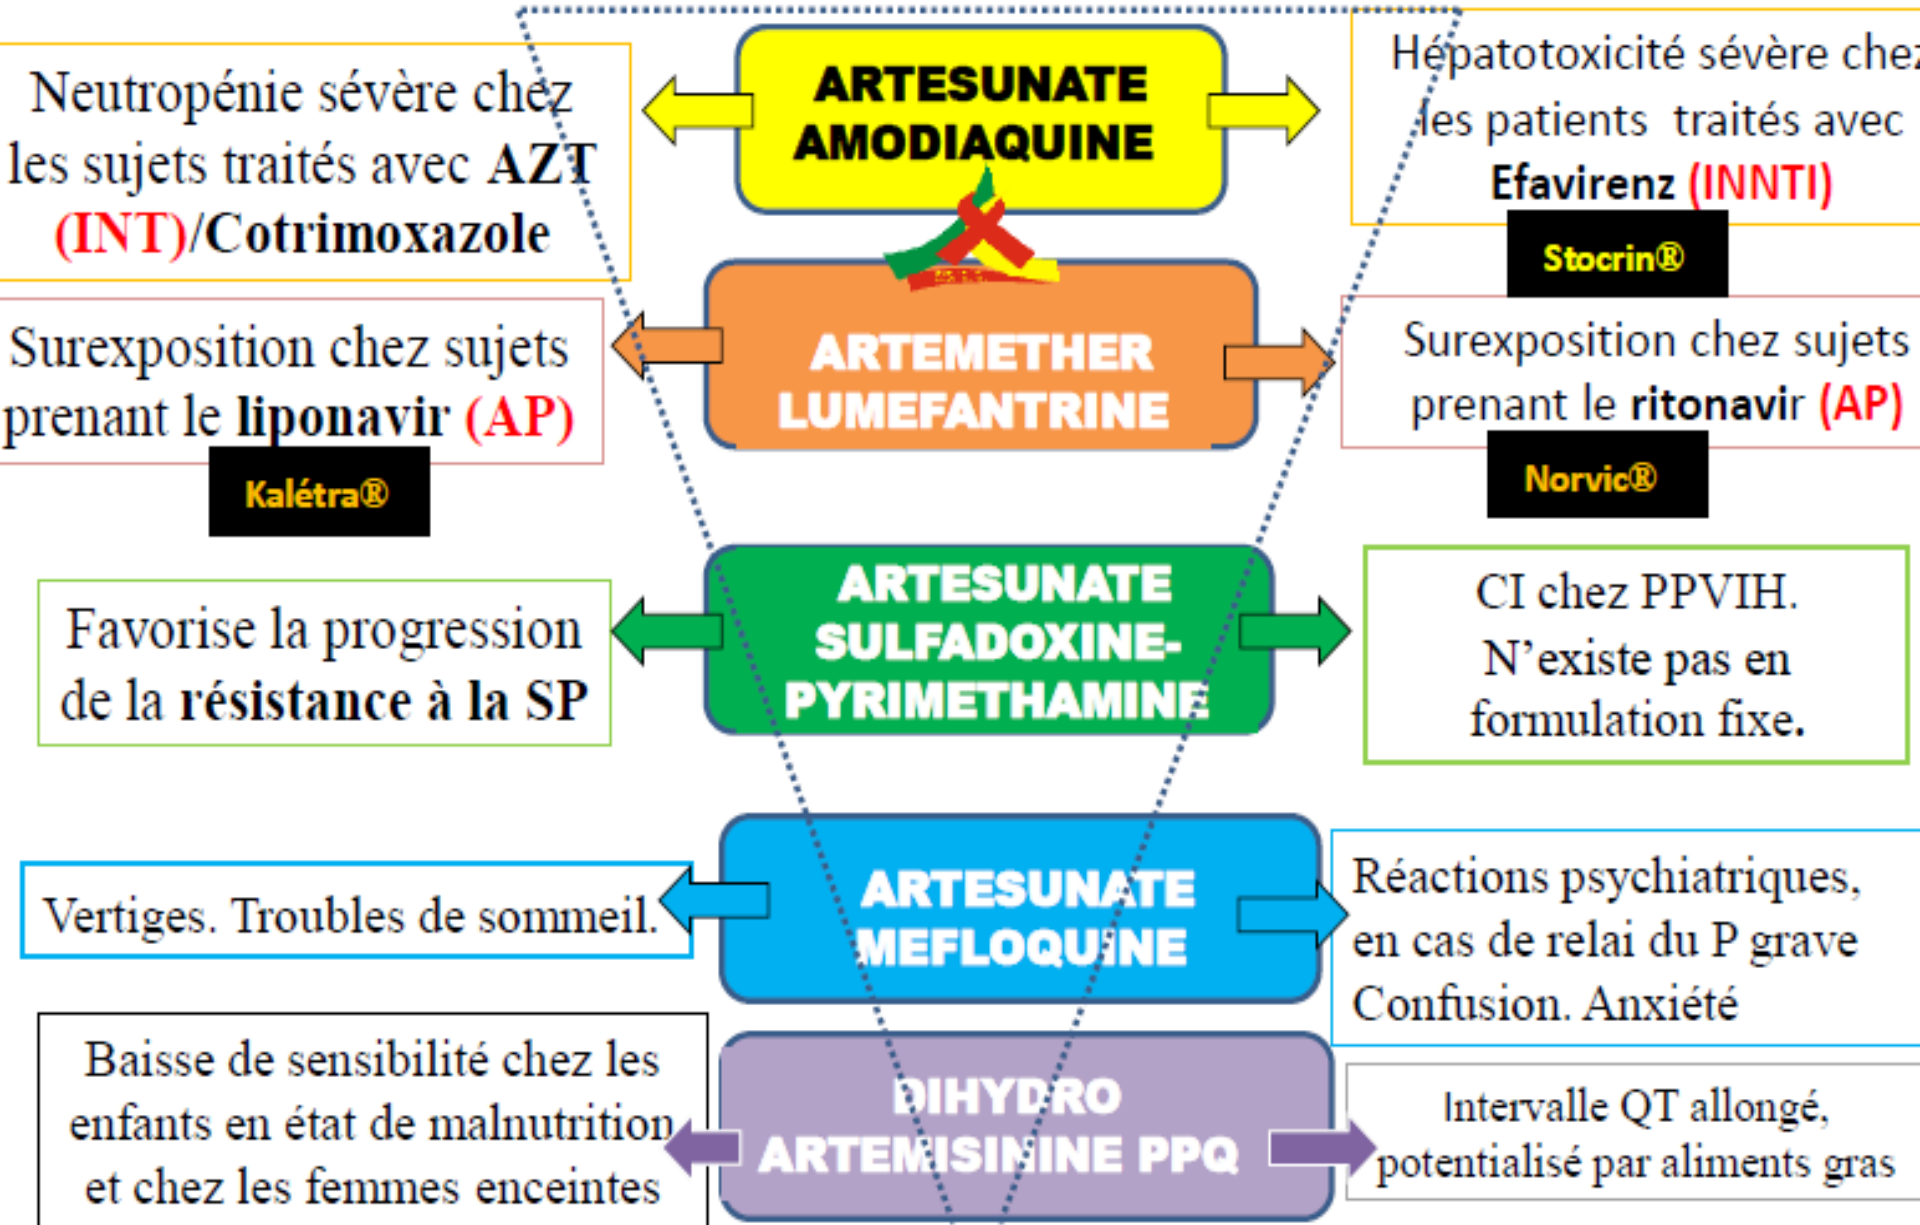 Neutropénie sévère chez
les sujets traités avec AZT
(INT)/Cotrimoxazole
ARTESUNATE
AMODIAQUINE
Hépatotoxicité sévère chez
les patients traités avec
Efavirenz (INNTI)
Stocrin®
Surexposition chez sujets
prenant le liponavir (AP)
Kalétra®
ARTEMETHER
LUMEFANTRINE
Surexposition chez sujets
prenant le ritonavir (AP)
Norvic®
Favorise la progression
de la résistance à la SP
ARTESUNATE
SULFADOXINE-
PYRIMETHAMINE
CI chez PPVIH.
N’existe pas en
formulation fixe.
Vertiges. Troubles de sommeil.
ARTESUNATE
MEFLOQUINE
Réactions psychiatriques,
en cas de relai du P grave
Confusion. Anxiété
Baisse de sensibilité chez les
enfants en état de malnutrition
et chez les femmes enceintes
DIHYDRO
ARTEMISININE PPQ
Intervalle QT allongé,
potentialisé par aliments gras